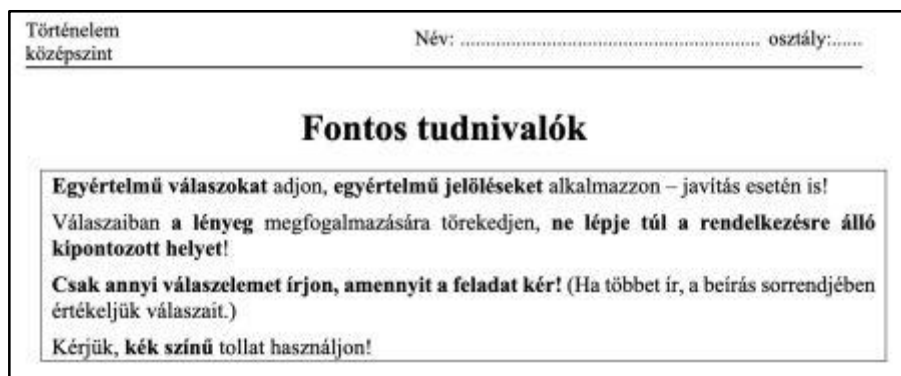 Történelem
középszint
Név: ............................................................. osztály:.......
Fontos tudnivalók
Egyértelmű válaszokat adjon, egyértelmű jelöléseket alkalmazzon – javítás esetén is!
Válaszaiban a lényeg megfogalmazására törekedjen, ne lépje túl a rendelkezésre álló
kipontozott helyet!
Csak annyi válaszelemet írjon, amennyit a feladat kér! (Ha többet ír, a beírás sorrendjében
értékeljük válaszait.)
Kérjük, kék színű tollat használjon!